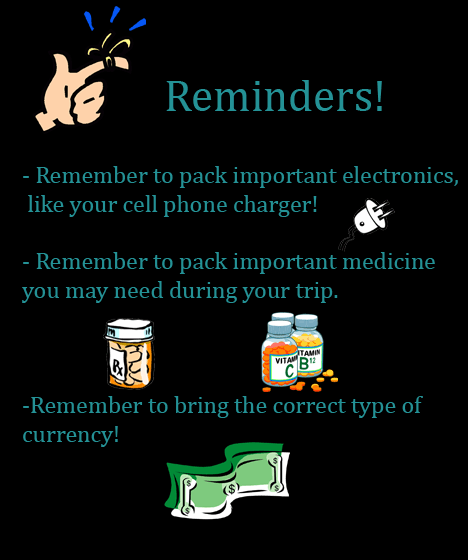 Reminders!
- Remember to pack important electronics,
like your cell phone charger!
- Remember to pack important medicine
you may need during your trip.
Rx
VITAMIN
C
VITAMIN
B12
-Remember to bring the correct type of
currency!
$ $ $